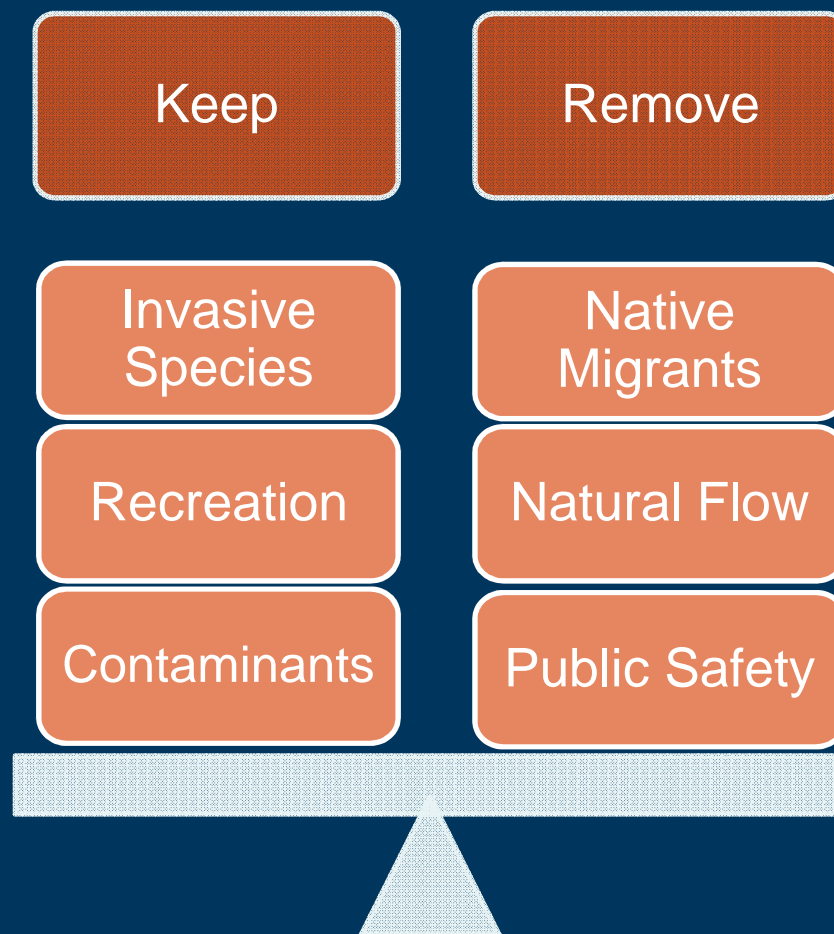 Keep
Remove
Invasive
Species
Native
Migrants
Recreation
Natural Flow
Contaminants
Public Safety